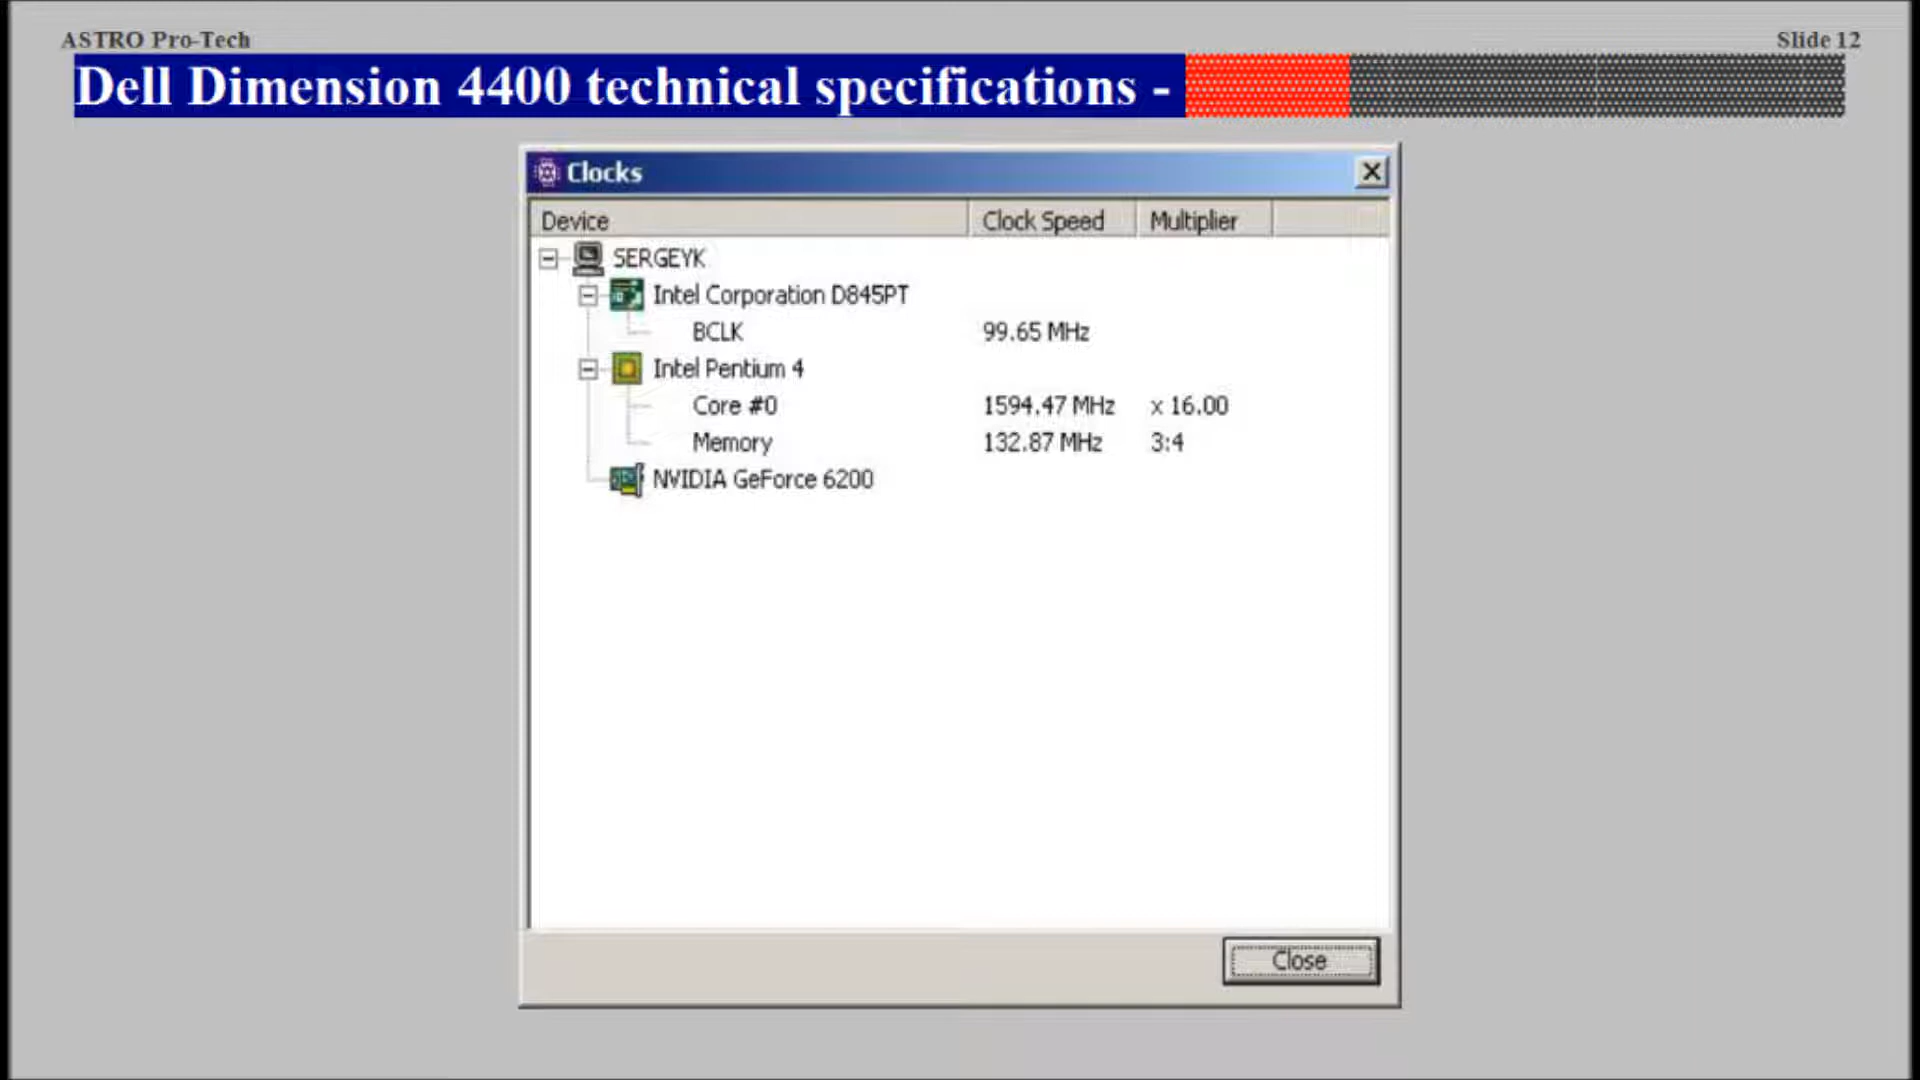 ASTRO Pro-Tech
Slide 12
Dell Dimension 4400 technical specifications -
Clocks
Device Clock Speed Multiplier
SERGEYK
Intel Corporation D845PT
BCLK 99.65 MHz
Intel Pentium 4
Core #0 1594.47 MHz x 16.00
Memory 132.87 MHz 3:4
NVIDIA GeForce 6200
Close